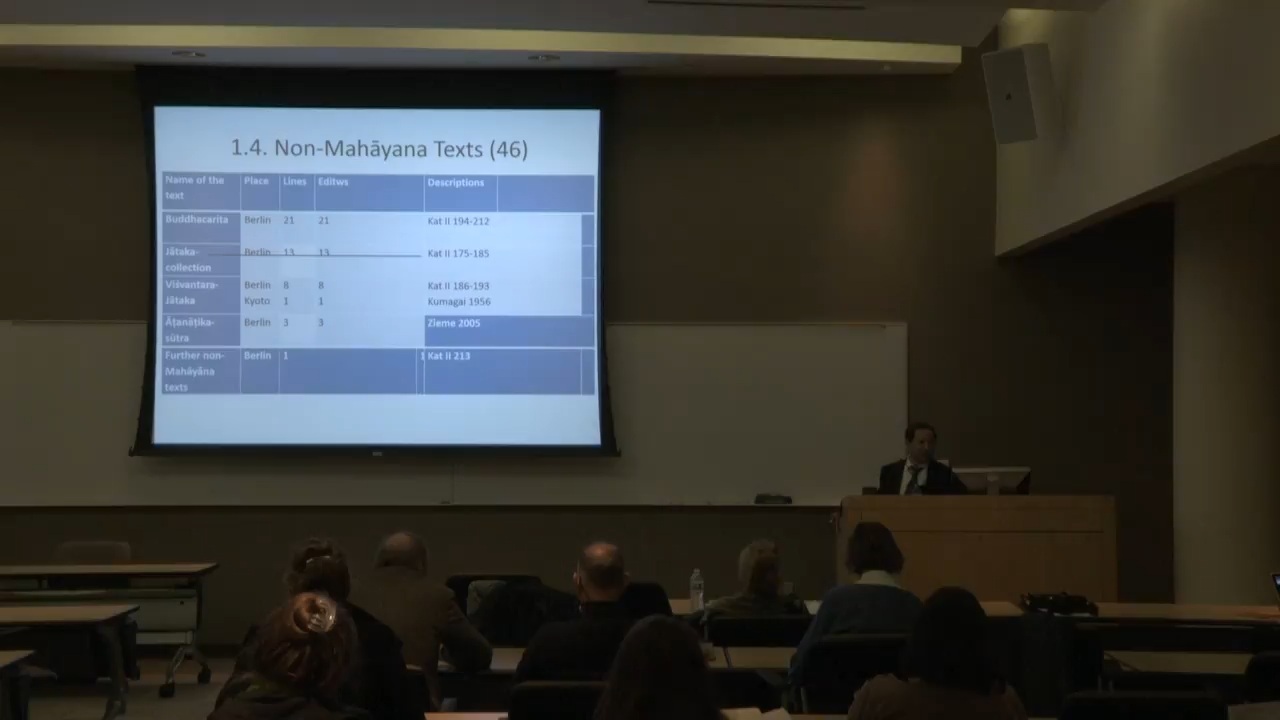 1.4. Non-Mahāyana Texts (46)
Name of the text Place Lines Editws Descriptions
Buddhacarita Berlin 21 21 Kat II 194-212
Jātaka-collection Berlin 13 13 Kat II 175-185
Viśvantara-Jātaka Berlin 8 8 Kat.II 186-193
Kyoto 1 1 Kumagai 1956
Āṭanāṭika-sūtra Berlin 3 3 Zieme 2005
Further non-Mahāyāna texts Berlin 1 1 Kat II 213